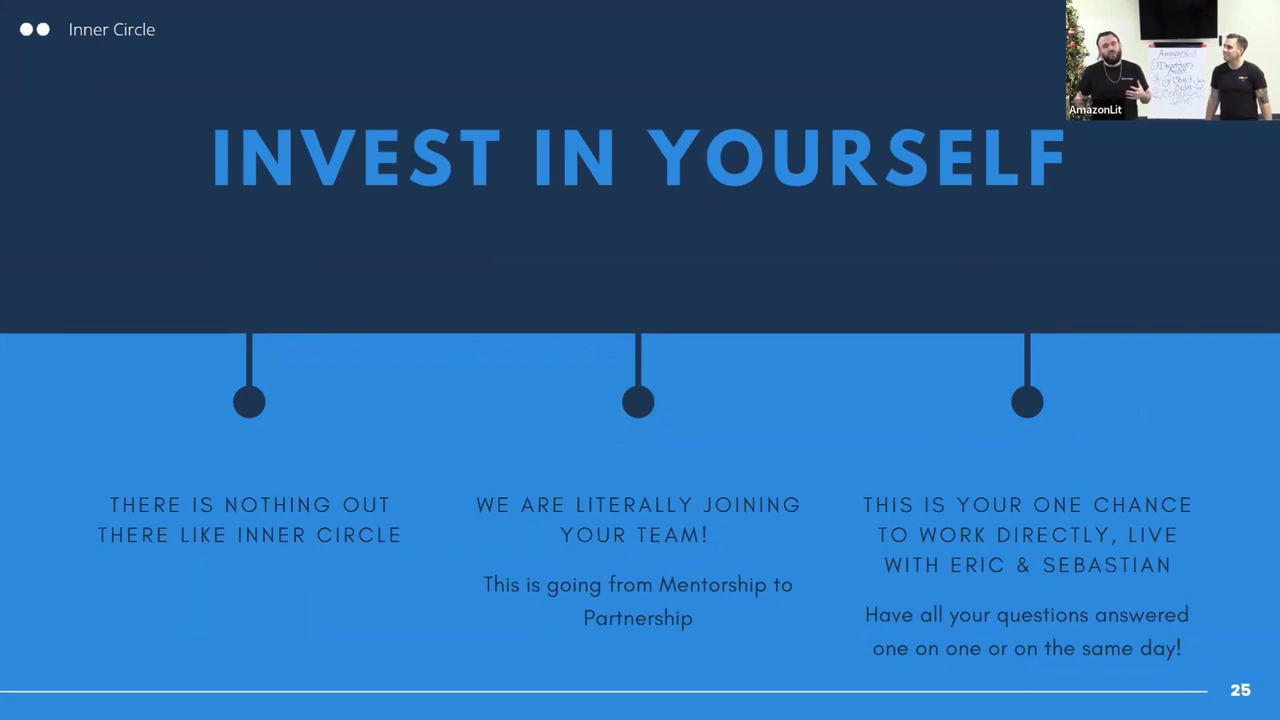 Inner Circle
AmazonLit
INVEST IN YOURSELF
THERE IS NOTHING OUT
THERE LIKE INNER CIRCLE
WE ARE LITERALLY JOINING
YOUR TEAM!
This is going from Mentorship to
Partnership
THIS IS YOUR ONE CHANCE
TO WORK DIRECTLY, LIVE
WITH ERIC & SEBASTIAN
Have all your questions answered
one on one or on the same day!
25